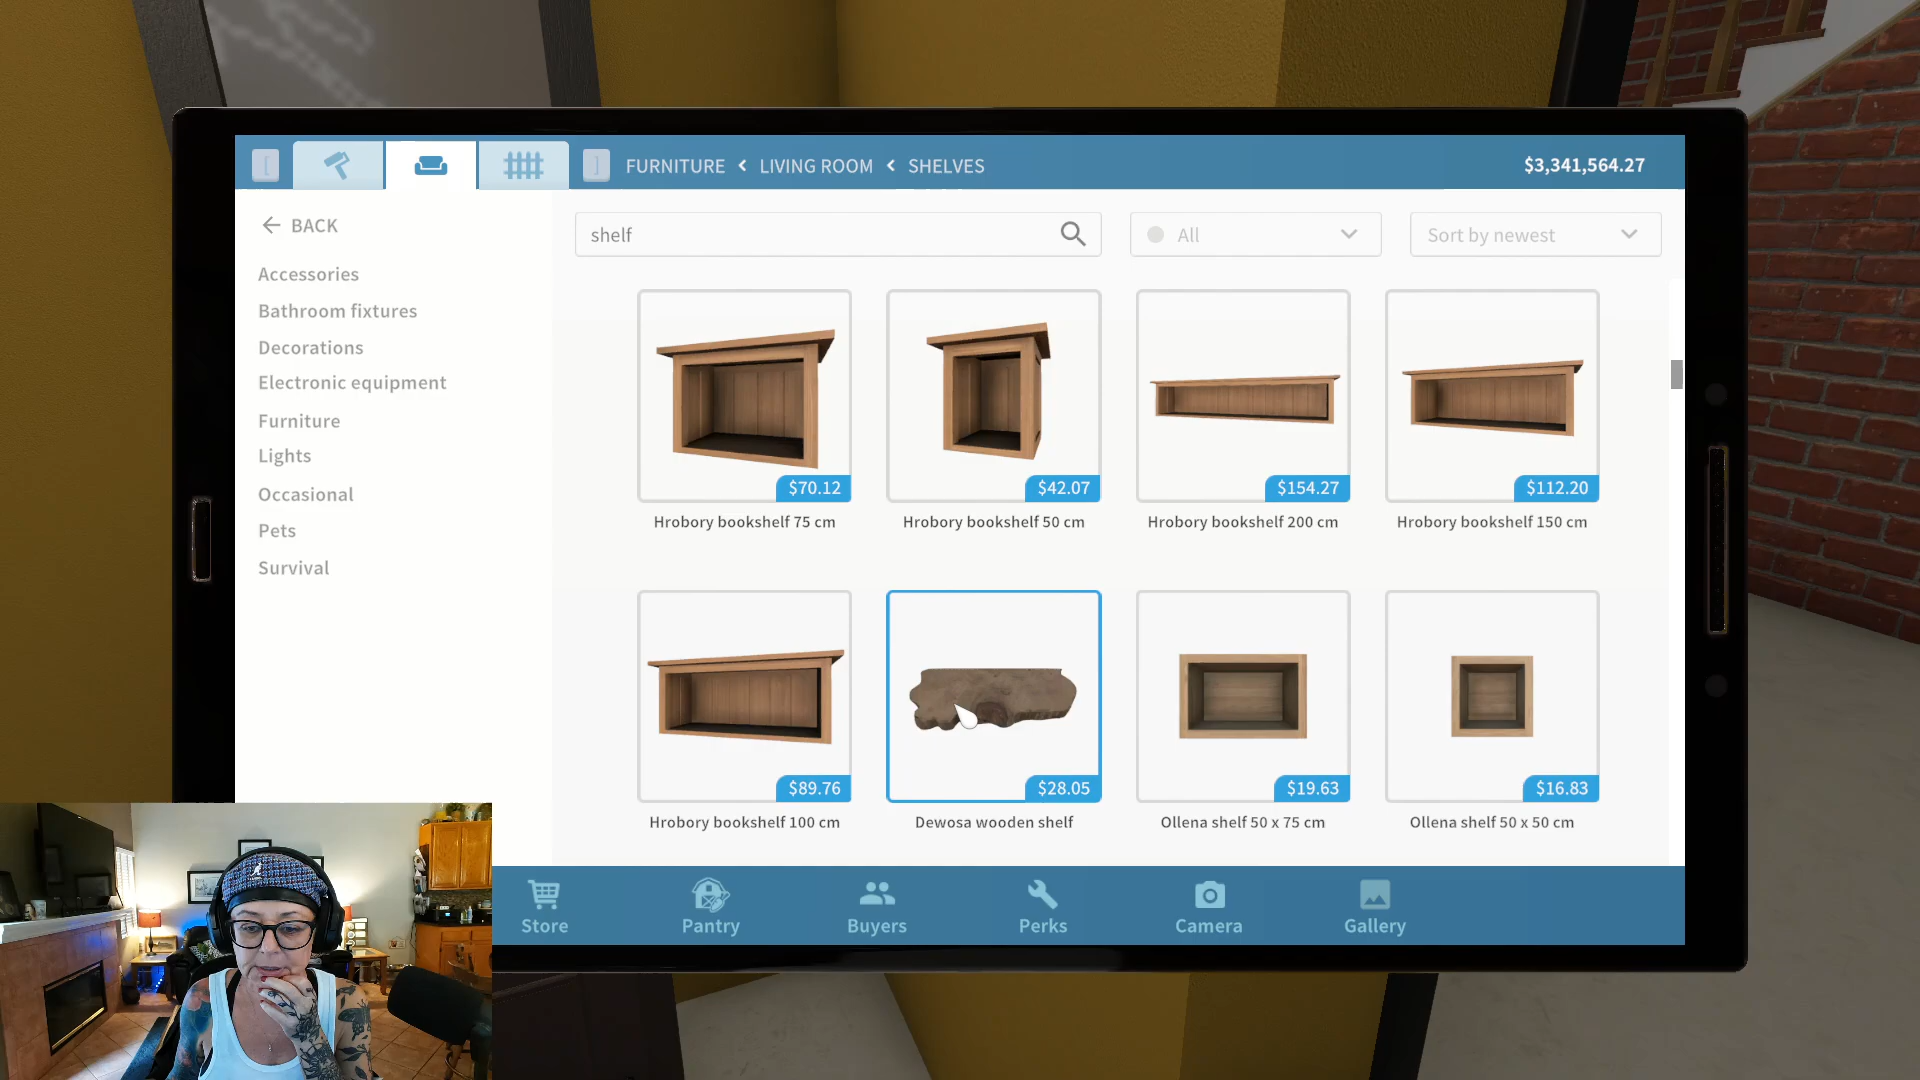 [
]
FURNITURE < LIVING ROOM < SHELVES
$3,341,564.27
BACK
Accessories
Bathroom fixtures
Decorations
Electronic equipment
Furniture
Lights
Occasional
Pets
Survival
shelf
All
Sort by newest
$70.12
$42.07
$154.27
$112.20
Hrobory bookshelf 75 cm
Hrobory bookshelf 50 cm
Hrobory bookshelf 200 cm
Hrobory bookshelf 150 cm
$89.76
$28.05
$19.63
$16.83
Hrobory bookshelf 100 cm
Dewosa wooden shelf
Ollena shelf 50 x 75 cm
Ollena shelf 50 x 50 cm
Store
Pantry
Buyers
Perks
Camera
Gallery